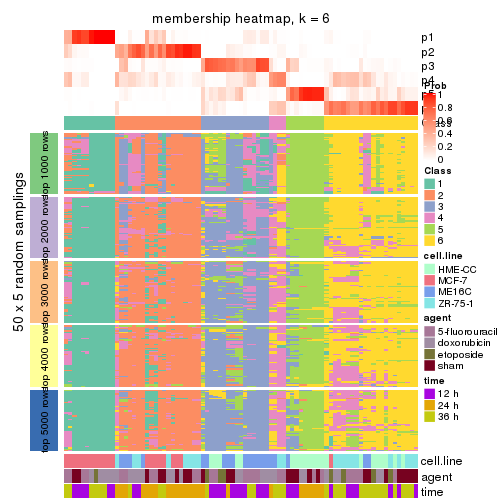 membership heatmap, k = 6
p1
p2
p3
p4
Prob
1
0.8
0.4
0.2
0
Class
1
2
3
4
5
6
cell.line
HME-CC
MCF-7
ME16C
ZR-75-1
agent
5-fluorouracil
doxorubicin
etoposide
sham
time
12 h
24 h
36 h
50 x 5 random samplings
top 1000 rows
top 2000 rows
top 3000 rows
top 4000 rows
top 5000 rows
cell.line
agent
time